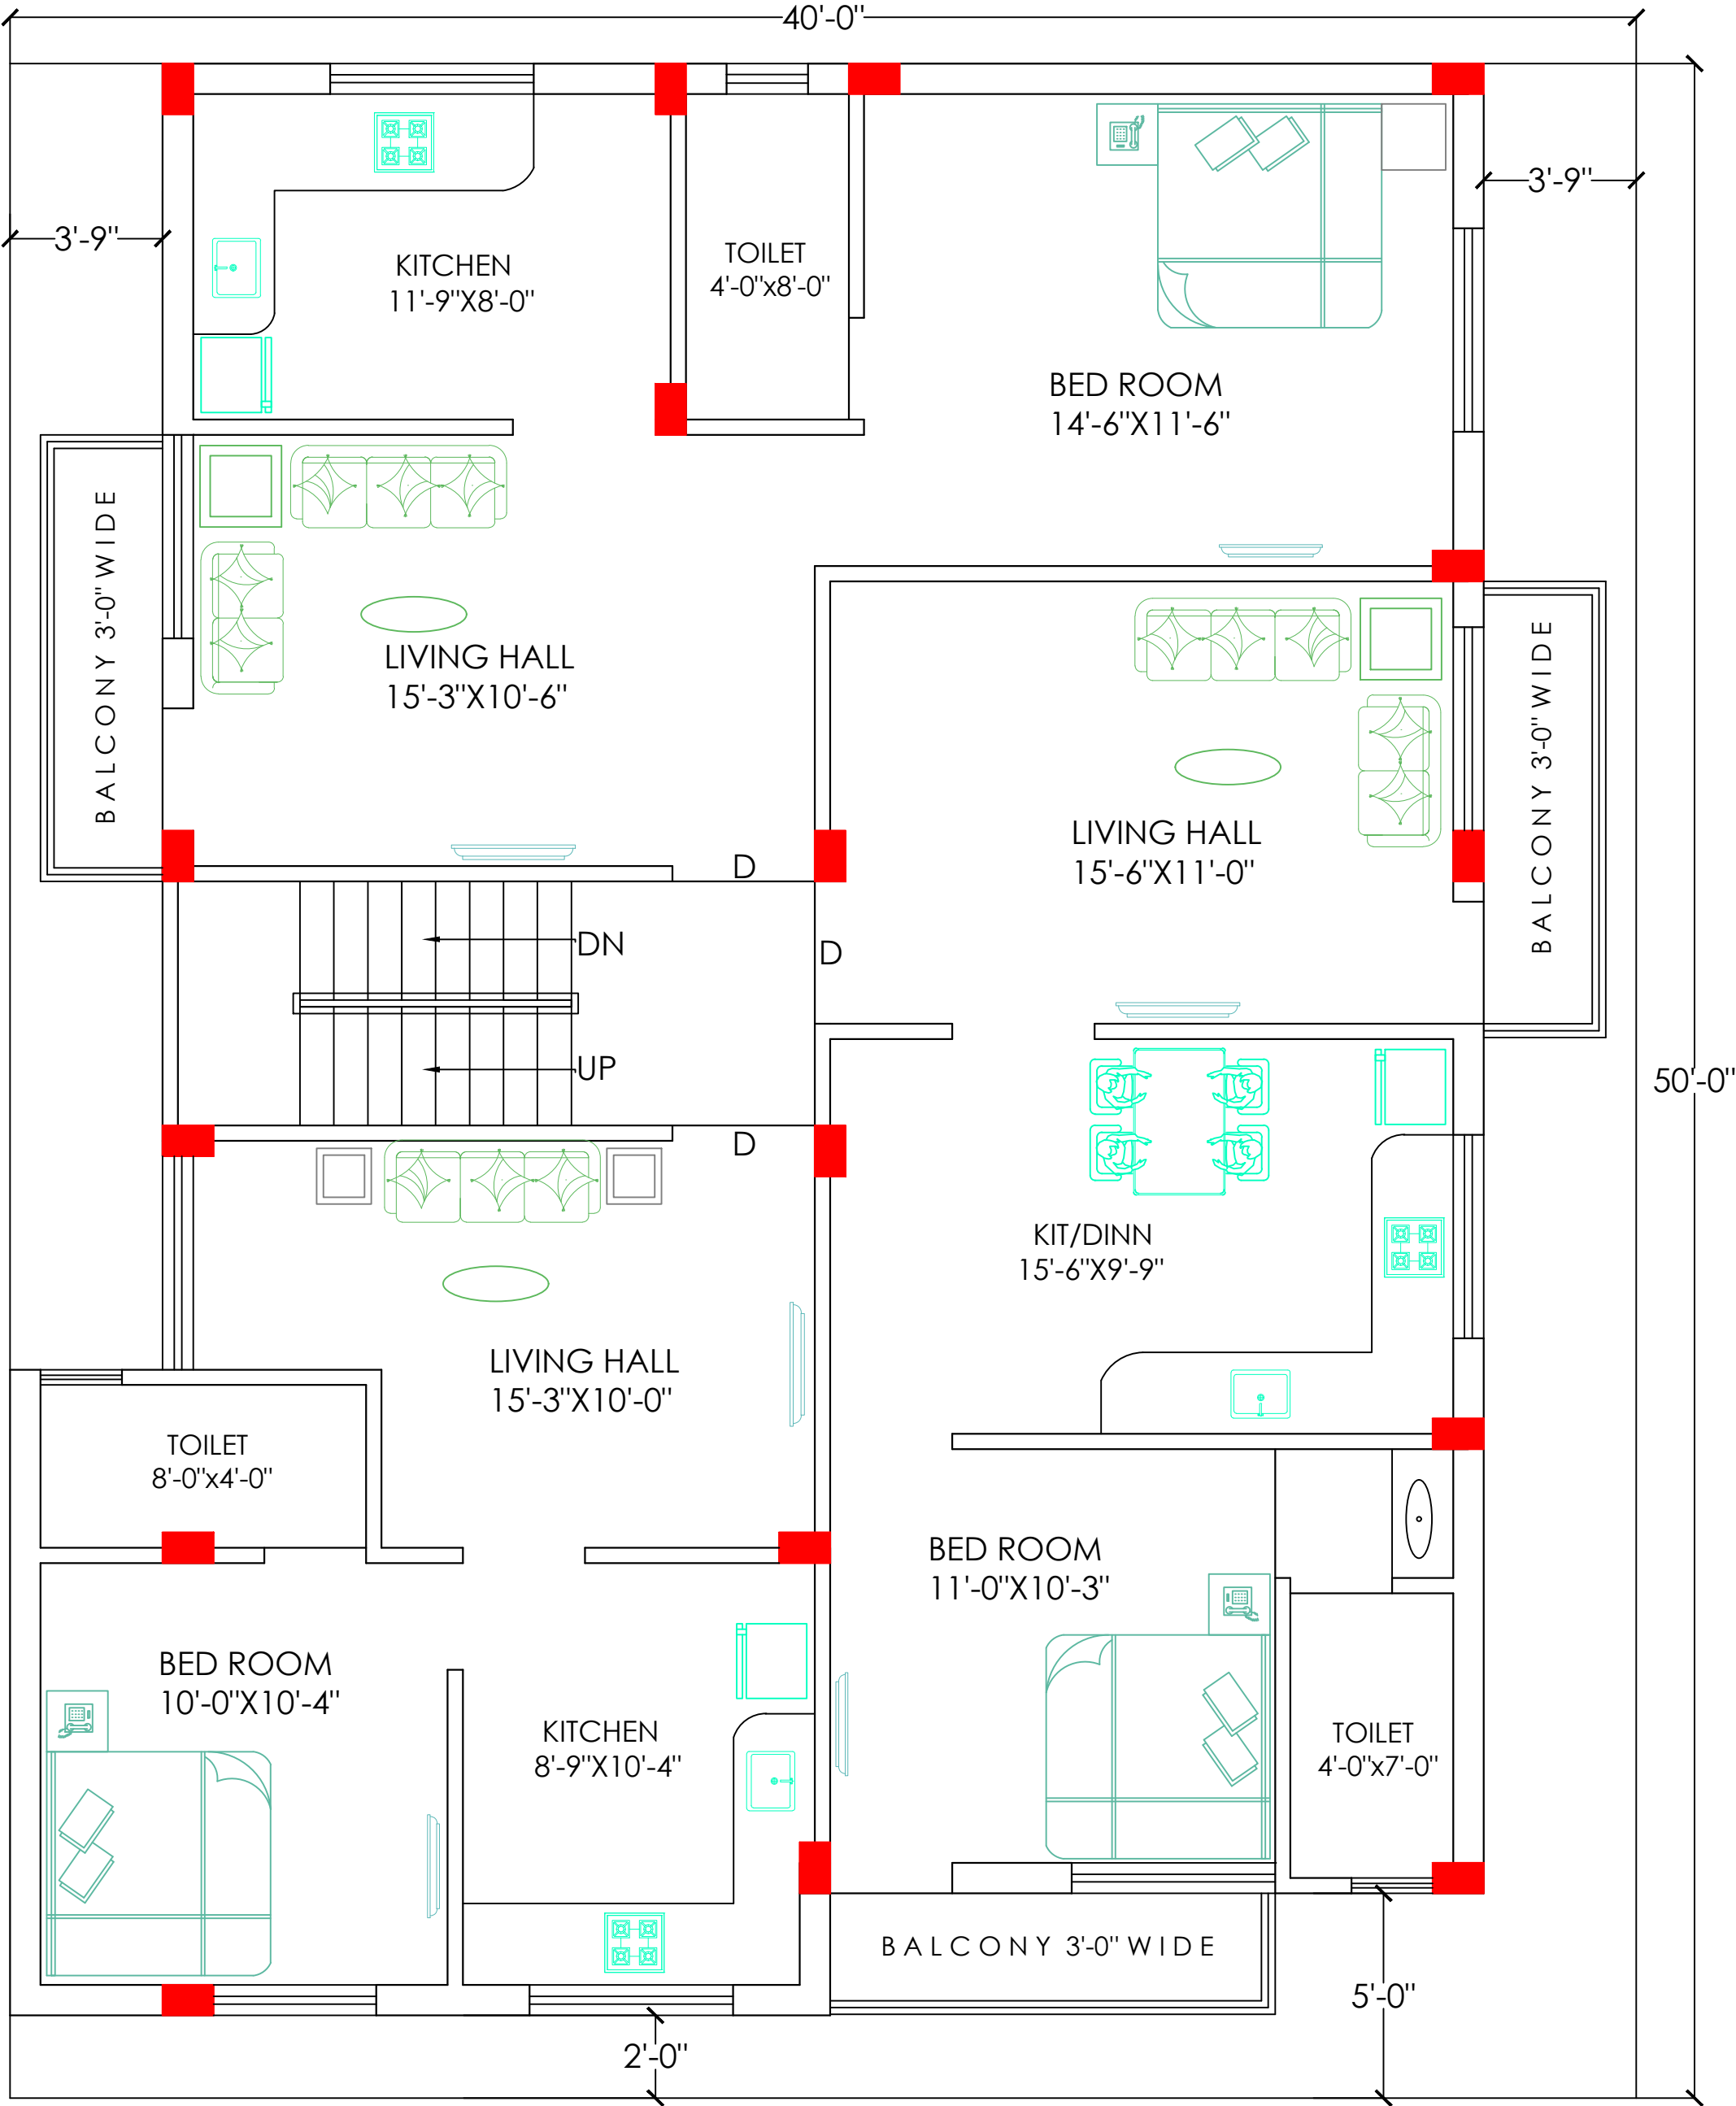 40'-0"
3'-9"
3'-9"
KITCHEN
11'-9"X8'-0"
TOILET
4'-0"x8'-0"
BED ROOM
14'-6"X11'-6"
BALCONY 3'-0" WIDE
LIVING HALL
15'-3"X10'-6"
BALCONY 3'-0" WIDE
LIVING HALL
15'-6"X11'-0"
D
DN
D
UP
50'-0"
D
KIT/DINN
15'-6"X9'-9"
LIVING HALL
15'-3"X10'-0"
TOILET
8'-0"x4'-0"
BED ROOM
11'-0"X10'-3"
BED ROOM
10'-0"X10'-4"
KITCHEN
8'-9"X10'-4"
TOILET
4'-0"x7'-0"
BALCONY 3'-0" WIDE
5'-0"
2'-0"